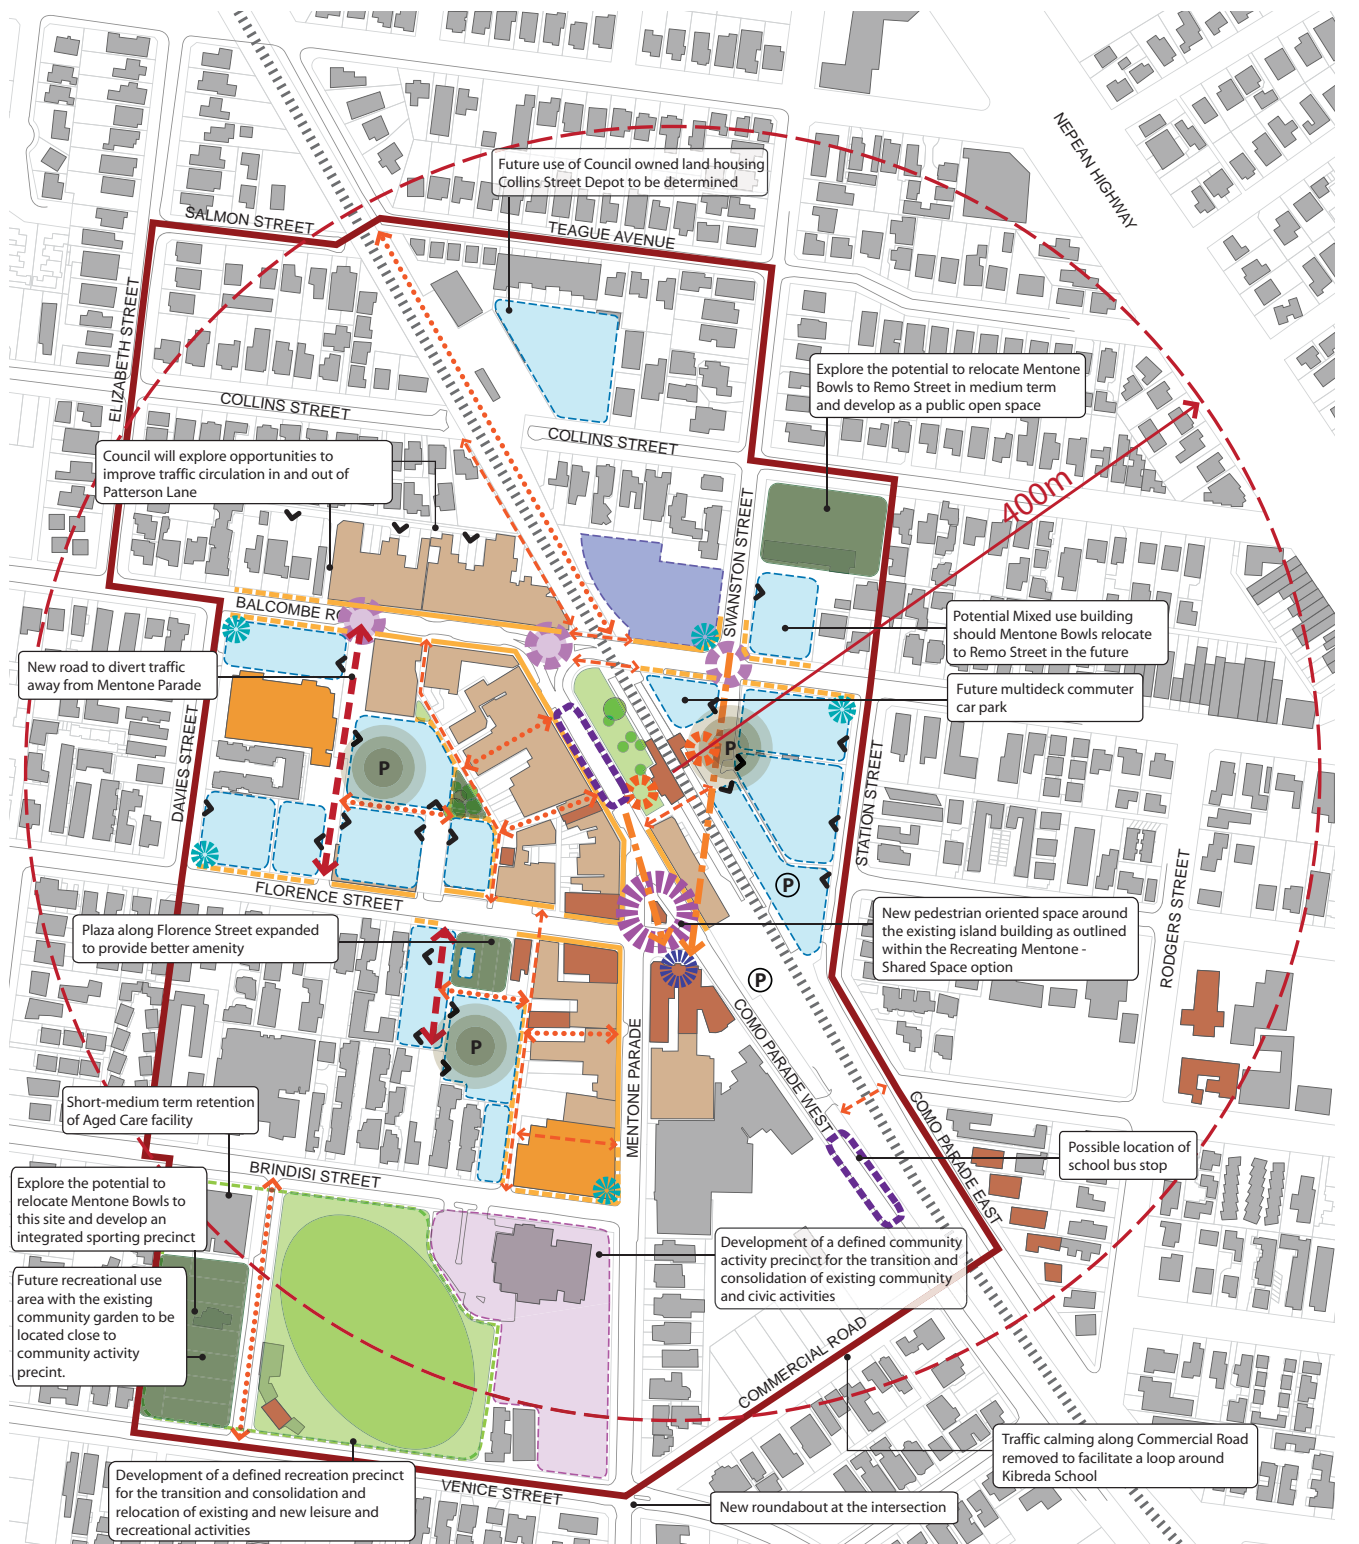 NEPEAN HIGHWAY
Future use of Council owned land housing
Collins Street Depot to be determined
SALMON STREET
TEAGUE AVENUE
ELIZABETH STREET
Explore the potential to relocate Mentone
Bowls to Remo Street in medium term
and develop as a public open space
COLLINS STREET
COLLINS STREET
Council will explore opportunities to
improve traffic circulation in and out of
Patterson Lane
400m
SWANSTON STREET
BALCOMBE RO
Potential Mixed use building
should Mentone Bowls relocate
to Remo Street in the future
New road to divert traffic
away from Mentone Parade
Future multideck commuter
car park
DAVIES STREET
P
P
STATION STREET
RODGERS STREET
P
FLORENCE STREET
New pedestrian oriented space around
the existing island building as outlined
within the Recreating Mentone -
Shared Space option
Plaza along Florence Street expanded
to provide better amenity
P
P
COMO PARADE WEST
MENTONE PARADE
COMO PARADE EAST
Short-medium term retention
of Aged Care facility
Possible location of
school bus stop
BRINDISI STREET
Explore the potential to
relocate Mentone Bowls to
this site and develop an
integrated sporting precinct
Development of a defined community
activity precinct for the transition and
consolidation of existing community
and civic activities
Future recreational use
area with the existing
community garden to be
located close to
community activity
precint.
COMMERCIAL ROAD
Traffic calming along Commercial Road
removed to facilitate a loop around
Kibreda School
Development of a defined recreation precinct
for the transition and consolidation and
relocation of existing and new leisure and
recreational activities
VENICE STREET
New roundabout at the intersection